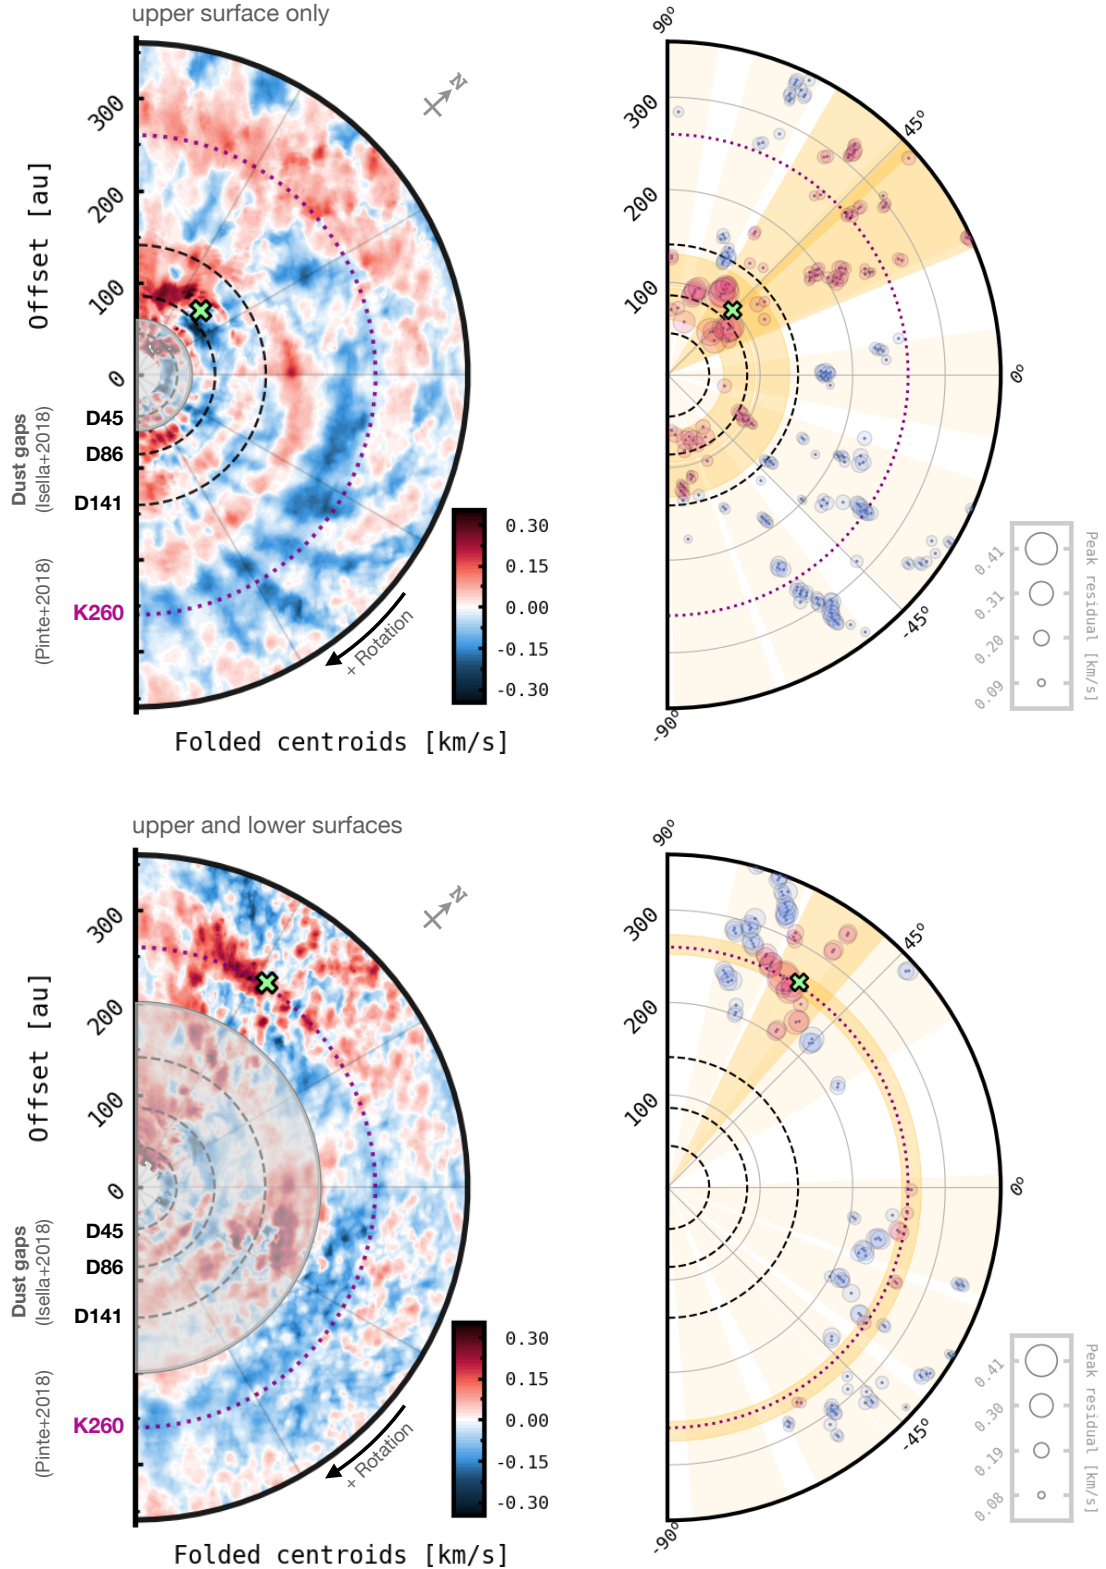 upper surface only
N
300
200
100
0
Offset [au]
Dust gaps
(Isella+2018)
D45
D86
D141
(Pinte+2018)
K260
+ Rotation
0.30
0.15
0.00
-0.15
-0.30
Folded centroids [km/s]
90°
45°
0°
-45°
-90°
300
200
100
0.41
0.31
0.20
0.09
Peak residual [km/s]
upper and lower surfaces
N
300
200
100
0
Offset [au]
Dust gaps
(Isella+2018)
D45
D86
D141
(Pinte+2018)
K260
+ Rotation
0.30
0.15
0.00
-0.15
-0.30
Folded centroids [km/s]
90°
45°
0°
-45°
-90°
300
200
100
0.41
0.30
0.19
0.08
Peak residual [km/s]